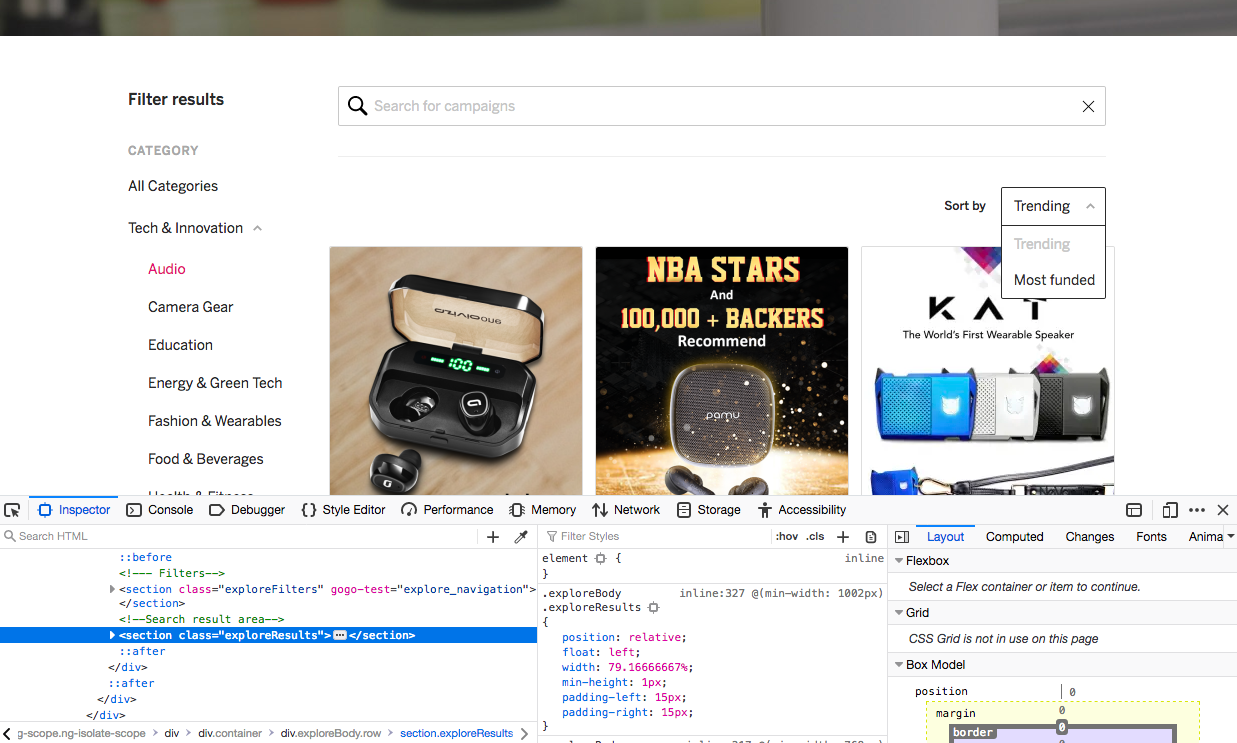 Filter results
Search for campaigns
CATEGORY
All Categories
Sort by
Trending
Tech & Innovation
Trending
Most funded
Audio
Camera Gear
Education
Energy & Green Tech
Fashion & Wearables
Food & Beverages
Health & Fitness
ONE
100
NBA STARS
And
100,000 + BACKERS
Recommend
pamu
KAT
The World's First Wearable Speaker
Inspector
Console
Debugger
Style Editor
Performance
Memory
Network
Storage
Accessibility
Search HTML
::before
<!--- Filters-->
<section class="exploreFilters" gogo-test="explore_navigation">
</section>
<!--Search result area-->
<section class="exploreResults"></section>
::after
</div>
::after
</div>
</div>
g-scope.ng-isolate-scope
div
div.container
div.exploreBody.row
section.exploreResults
Filter Styles
:hov
.cls
element {
inline
}
.exploreBody
inline:327 @(min-width: 1002px)
.exploreResults
{
position: relative;
float: left;
width: 79.16666667%;
min-height: 1px;
padding-left: 15px;
padding-right: 15px;
}
Layout
Computed
Changes
Fonts
Anima
Flexbox
Select a Flex container or item to continue.
Grid
CSS Grid is not in use on this page
Box Model
position
0
margin
0
border
0